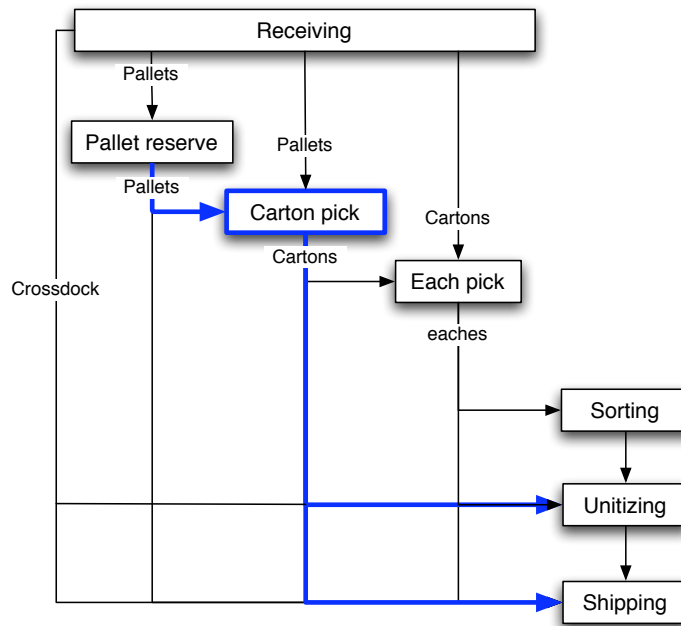 Receiving
Pallets
Pallet reserve
Pallets
Pallets
Carton pick
Cartons
Cartons
Each pick
Crossdock
eaches
Sorting
Unitizing
Shipping